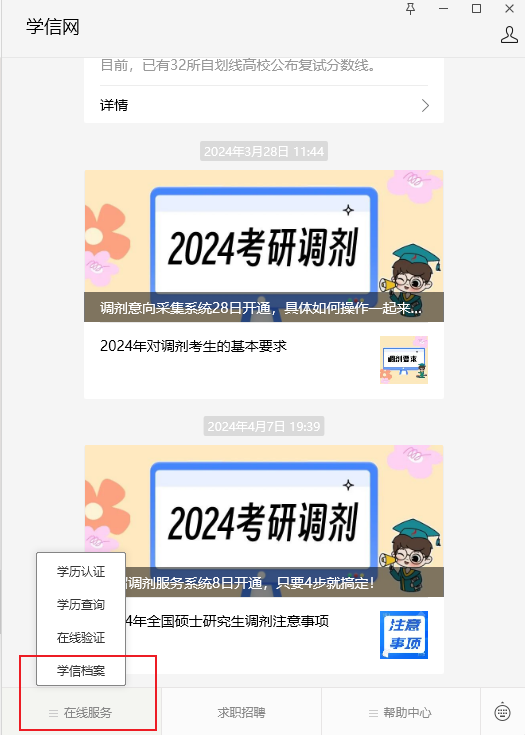 学信网
目前，已有32所自划线高校公布复试分数线。
详情
2024年3月28日 11:44
2024考研调剂
调剂意向采集系统28日开通，具体如何操作一起来...
2024年对调剂考生的基本要求
调剂要求
2024年4月7日 19:39
2024考研调剂
调剂服务系统8日开通，只要4步就搞定！
4年全国硕士研究生调剂注意事项
注意
事项
学历认证
学历查询
在线验证
学信档案
在线服务
求职招聘
帮助中心